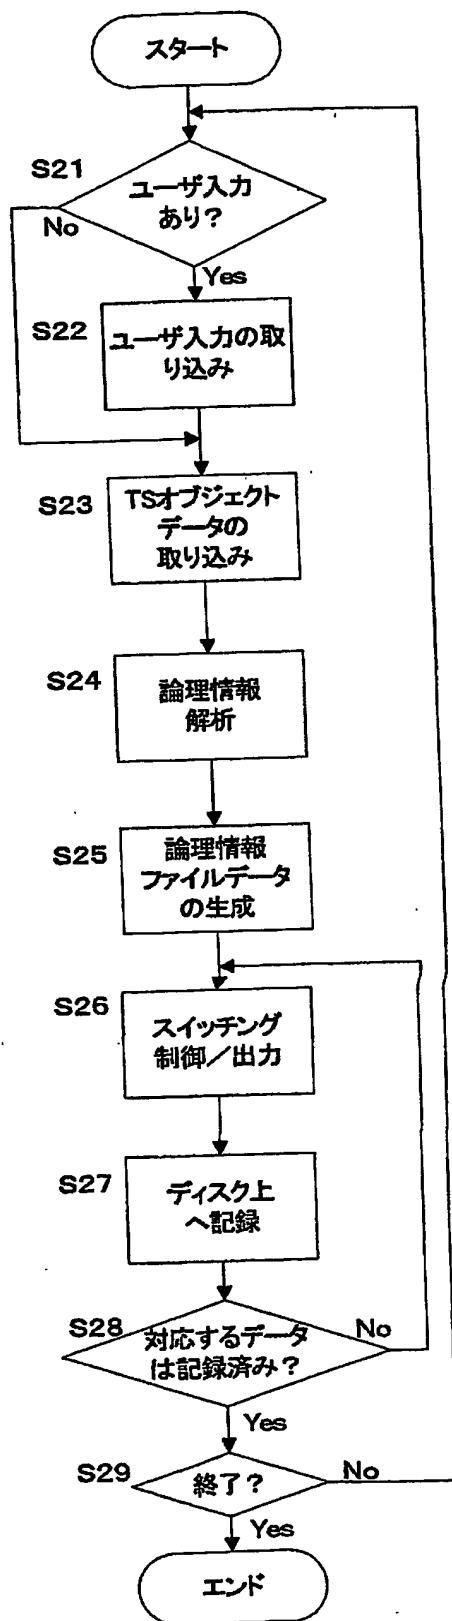 スタート
S21
ユーザ入力
あり?
No
Yes
S22
ユーザ入力の取
り込み
S23
TSオブジェクト
データの
取り込み
S24
論理情報
解析
S25
論理情報
ファイルデータ
の生成
S26
スイッチング
制御/出力
S27
ディスク上
へ記録
S28
対応するデータ
は記録済み?
No
Yes
S29
終了?
No
Yes
エンド